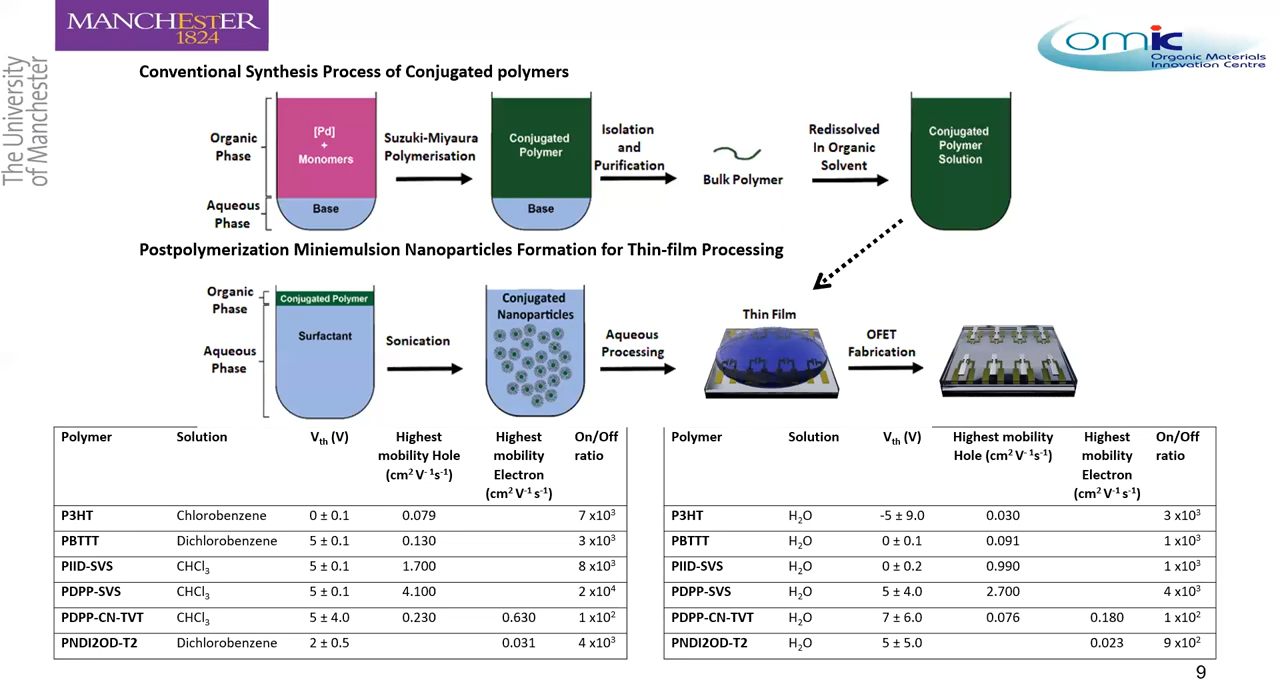 MANCHESTER
1824
The University
of Manchester
omic
Organic Materials
Innovation Centre
Conventional Synthesis Process of Conjugated polymers
Organic
Phase
Aqueous
Phase
[Pd]
+
Monomers
Base
Suzuki-Miyaura
Polymerisation
Conjugated
Polymer
Base
Isolation
and
Purification
Bulk Polymer
Redissolved
In Organic
Solvent
Conjugated
Polymer
Solution
Postpolymerization Miniemulsion Nanoparticles Formation for Thin-film Processing
Organic
Phase
Aqueous
Phase
Conjugated Polymer
Surfactant
Sonication
Conjugated
Nanoparticles
Aqueous
Processing
Thin Film
OFET
Fabrication
Polymer Solution Vth (V) Highest mobility Hole (cm² V⁻¹s⁻¹) Highest mobility Electron (cm² V⁻¹ s⁻¹) On/Off ratio
P3HT Chlorobenzene 0 ± 0.1 0.079 7 x10³
PBTTT Dichlorobenzene 5 ± 0.1 0.130 3 x10³
PIID-SVS CHCl₃ 5 ± 0.1 1.700 8 x10³
PDPP-SVS CHCl₃ 5 ± 0.1 4.100 2 x10⁴
PDPP-CN-TVT CHCl₃ 5 ± 4.0 0.230 0.630 1 x10²
PNDI2OD-T2 Dichlorobenzene 2 ± 0.5 0.031 4 x10³
Polymer Solution Vth (V) Highest mobility Hole (cm² V⁻¹s⁻¹) Highest mobility Electron (cm² V⁻¹ s⁻¹) On/Off ratio
P3HT H₂O -5 ± 9.0 0.030 3 x10³
PBTTT H₂O 0 ± 0.1 0.091 1 x10³
PIID-SVS H₂O 0 ± 0.2 0.990 1 x10³
PDPP-SVS H₂O 5 ± 4.0 2.700 4 x10³
PDPP-CN-TVT H₂O 7 ± 6.0 0.076 0.180 1 x10²
PNDI2OD-T2 H₂O 5 ± 5.0 0.023 9 x10²
9